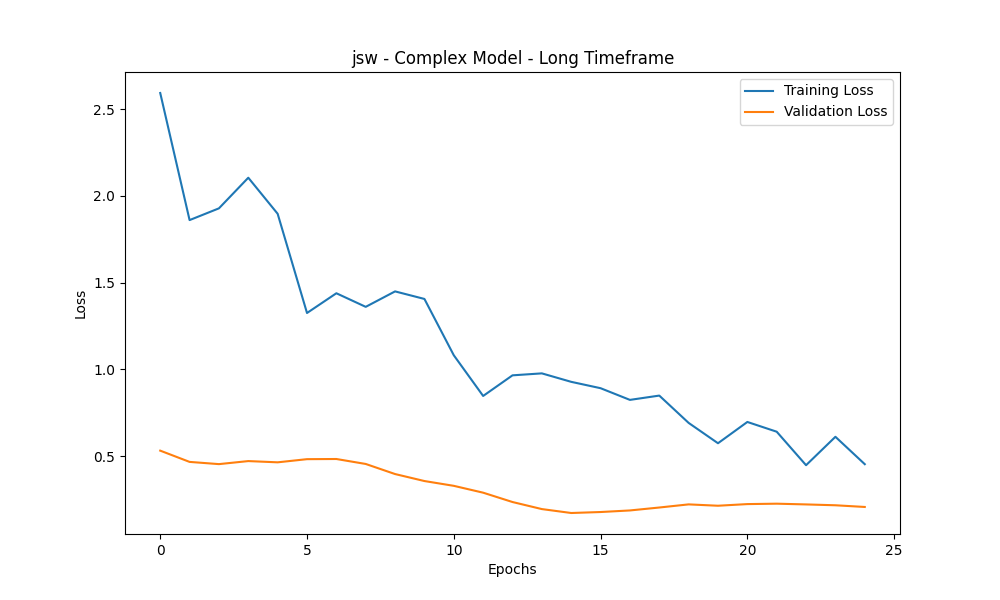 jsw - Complex Model - Long Timeframe
Training Loss
Validation Loss
2.5
2.0
1.5
1.0
0.5
Loss
0 5 10 15 20 25
Epochs